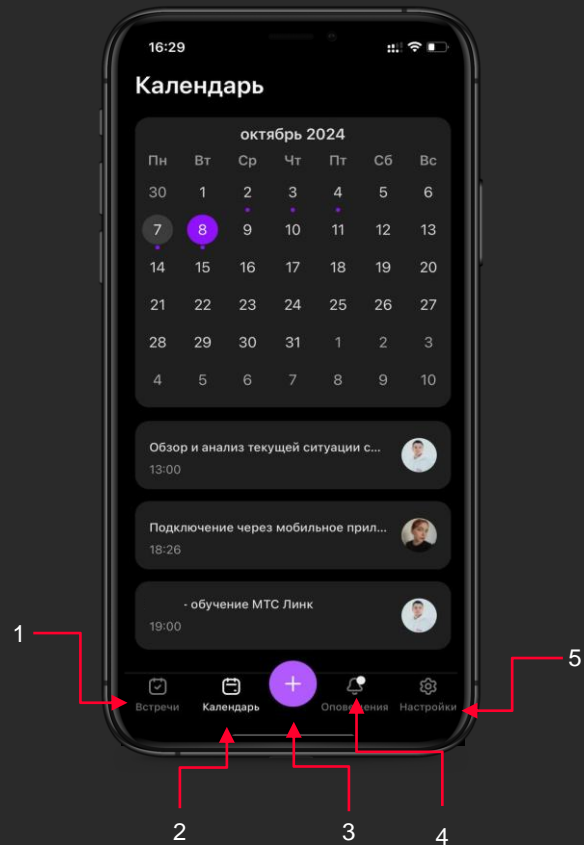 16:29
Календарь
октябрь 2024
Пн Вт Ср Чт Пт Сб Вс
30 1 2 3 4 5 6
7 8 9 10 11 12 13
14 15 16 17 18 19 20
21 22 23 24 25 26 27
28 29 30 31 1 2 3
4 5 6 7 8 9 10
Обзор и анализ текущей ситуации с...
13:00
Подключение через мобильное прил...
18:26
- обучение МТС Линк
19:00
1
5
+
Встречи Календарь Оповещения Настройки
2 3 4